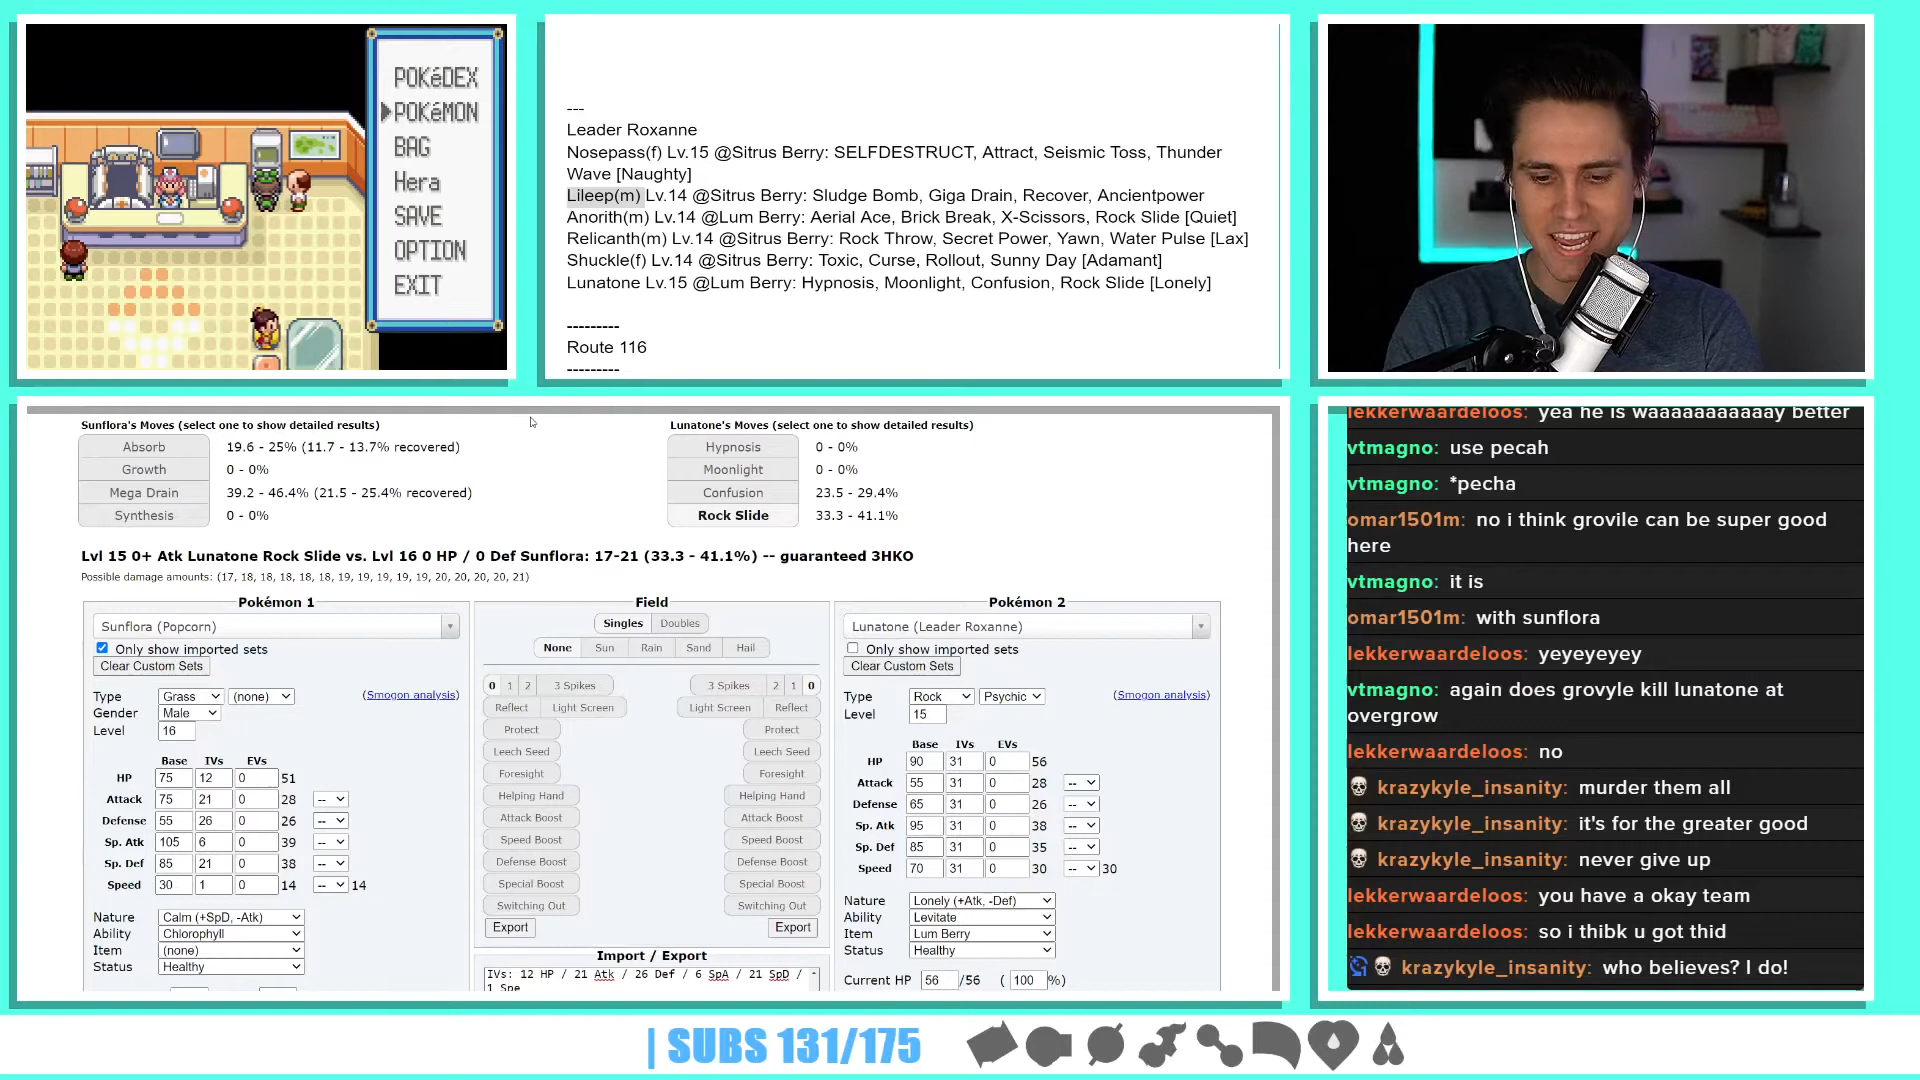 POKéDEX
POKéMON
BAG
Hera
SAVE
OPTION
EXIT
---
Leader Roxanne
Nosepass(f) Lv.15 @Sitrus Berry: SELFDESTRUCT, Attract, Seismic Toss, Thunder
Wave [Naughty]
Lileep(m) Lv.14 @Sitrus Berry: Sludge Bomb, Giga Drain, Recover, Ancientpower
Anorith(m) Lv.14 @Lum Berry: Aerial Ace, Brick Break, X-Scissors, Rock Slide [Quiet]
Relicanth(m) Lv.14 @Sitrus Berry: Rock Throw, Secret Power, Yawn, Water Pulse [Lax]
Shuckle(f) Lv.14 @Sitrus Berry: Toxic, Curse, Rollout, Sunny Day [Adamant]
Lunatone Lv.15 @Lum Berry: Hypnosis, Moonlight, Confusion, Rock Slide [Lonely]
---------
Route 116
---------
Sunflora's Moves (select one to show detailed results)
Absorb 19.6 - 25% (11.7 - 13.7% recovered)
Growth 0 - 0%
Mega Drain 39.2 - 46.4% (21.5 - 25.4% recovered)
Synthesis 0 - 0%
Lunatone's Moves (select one to show detailed results)
Hypnosis 0 - 0%
Moonlight 0 - 0%
Confusion 23.5 - 29.4%
Rock Slide 33.3 - 41.1%
Lvl 15 0+ Atk Lunatone Rock Slide vs. Lvl 16 0 HP / 0 Def Sunflora: 17-21 (33.3 - 41.1%) -- guaranteed 3HKO
Possible damage amounts: (17, 18, 18, 18, 18, 18, 19, 19, 19, 19, 19, 20, 20, 20, 20, 21)
Pokémon 1
Sunflora (Popcorn)
Only show imported sets
Clear Custom Sets
Type Grass (none) (Smogon analysis)
Gender Male
Level 16
Base IVs EVs
HP 75 12 0 51
Attack 75 21 0 28 --
Defense 55 26 0 26 --
Sp. Atk 105 6 0 39 --
Sp. Def 85 21 0 38 --
Speed 30 1 0 14 -- 14
Nature Calm (+SpD, -Atk)
Ability Chlorophyll
Item (none)
Status Healthy
Field
Singles Doubles
None Sun Rain Sand Hail
0 1 2 3 Spikes 3 Spikes 2 1 0
Reflect Light Screen Light Screen Reflect
Protect Protect
Leech Seed Leech Seed
Foresight Foresight
Helping Hand Helping Hand
Attack Boost Attack Boost
Speed Boost Speed Boost
Defense Boost Defense Boost
Special Boost Special Boost
Switching Out Switching Out
Export Export
Import / Export
IVs: 12 HP / 21 Atk / 26 Def / 6 SpA / 21 SpD /
1 Spe
Pokémon 2
Lunatone (Leader Roxanne)
Only show imported sets
Clear Custom Sets
Type Rock Psychic (Smogon analysis)
Level 15
Base IVs EVs
HP 90 31 0 56
Attack 55 31 0 28 --
Defense 65 31 0 26 --
Sp. Atk 95 31 0 38 --
Sp. Def 85 31 0 35 --
Speed 70 31 0 30 -- 30
Nature Lonely (+Atk, -Def)
Ability Levitate
Item Lum Berry
Status Healthy
Current HP 56 /56 ( 100 %)
lekkerwaardeloos: yea he is waaaaaaaaaay better
vtmagno: use pecah
vtmagno: *pecha
omar1501m: no i think grovile can be super good
here
vtmagno: it is
omar1501m: with sunflora
lekkerwaardeloos: yeyeyeyey
vtmagno: again does grovyle kill lunatone at
overgrow
lekkerwaardeloos: no
krazykyle_insanity: murder them all
krazykyle_insanity: it's for the greater good
krazykyle_insanity: never give up
lekkerwaardeloos: you have a okay team
lekkerwaardeloos: so i thibk u got thid
krazykyle_insanity: who believes? I do!
| SUBS 131/175